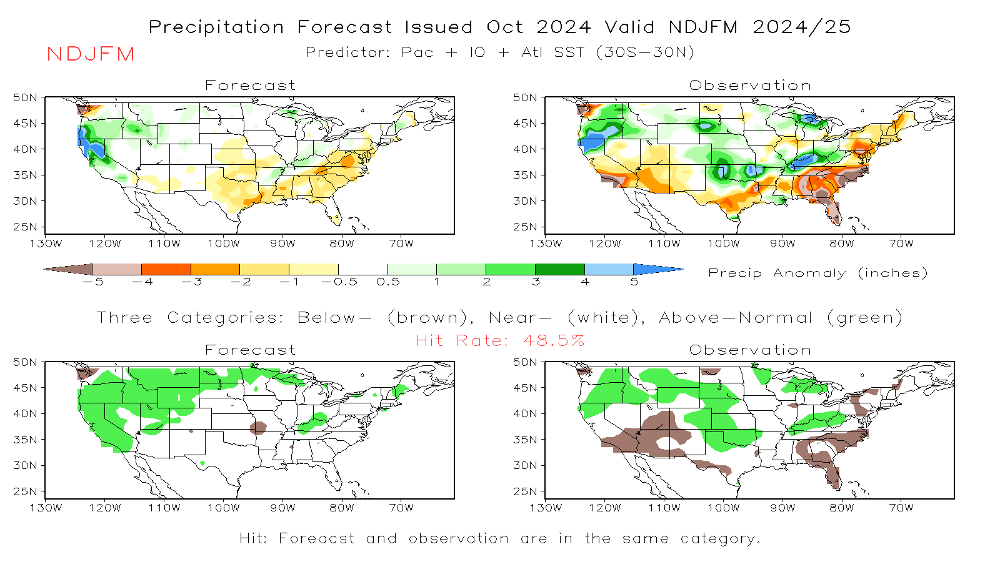 Precipitation Forecast Issued Oct 2024 Valid NDJFM 2024/25
NDJFM
Predictor: Pac + IO + Atl SST (30S−30N)
Forecast
Observation
50N
45N
40N
35N
30N
25N
130W 120W 110W 100W 90W 80W 70W
50N
45N
40N
35N
30N
25N
130W 120W 110W 100W 90W 80W 70W
−5 −4 −3 −2 −1 −0.5 0.5 1 2 3 4 5
Precip Anomaly (inches)
Three Categories: Below− (brown), Near− (white), Above−Normal (green)
Hit Rate: 48.5%
Forecast
Observation
50N
45N
40N
35N
30N
25N
130W 120W 110W 100W 90W 80W 70W
50N
45N
40N
35N
30N
25N
130W 120W 110W 100W 90W 80W 70W
Hit: Foreacst and observation are in the same category.